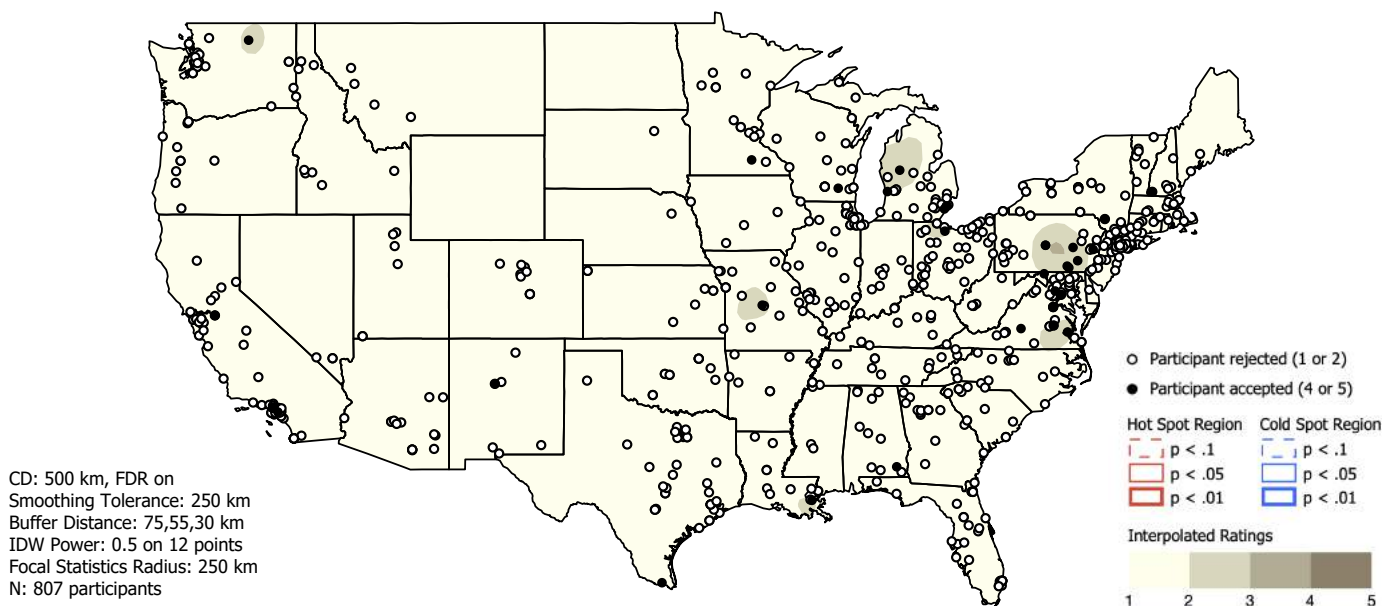 CD: 500 km, FDR on
Smoothing Tolerance: 250 km
Buffer Distance: 75,55,30 km
IDW Power: 0.5 on 12 points
Focal Statistics Radius: 250 km
N: 807 participants
Participant rejected (1 or 2)
Participant accepted (4 or 5)
Hot Spot Region Cold Spot Region
p < .1 p < .1
p < .05 p < .05
p < .01 p < .01
Interpolated Ratings
1 2 3 4 5